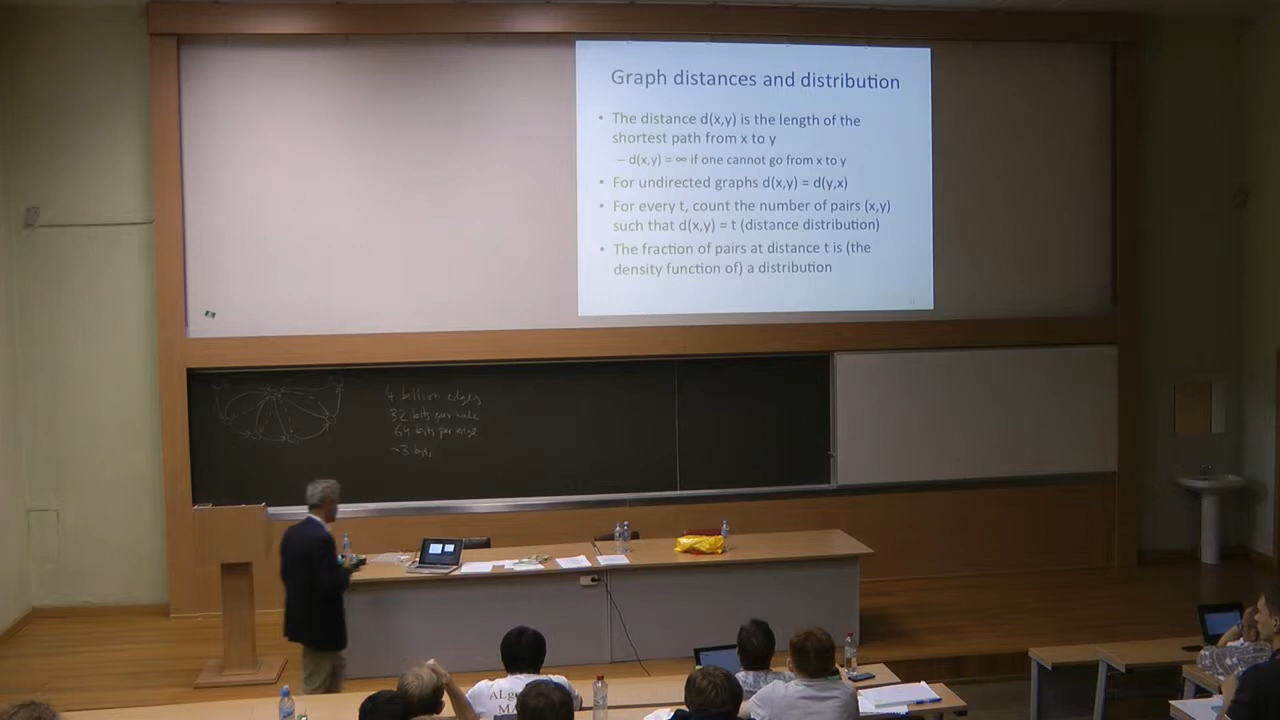 Graph distances and distribution
• The distance d(x,y) is the length of the
shortest path from x to y
– d(x,y) = ∞ if one cannot go from x to y
• For undirected graphs d(x,y) = d(y,x)
• For every t, count the number of pairs (x,y)
such that d(x,y) = t (distance distribution)
• The fraction of pairs at distance t is (the
density function of) a distribution
4 billion edges
32 bits per node
64 bits per edge
~3 bits